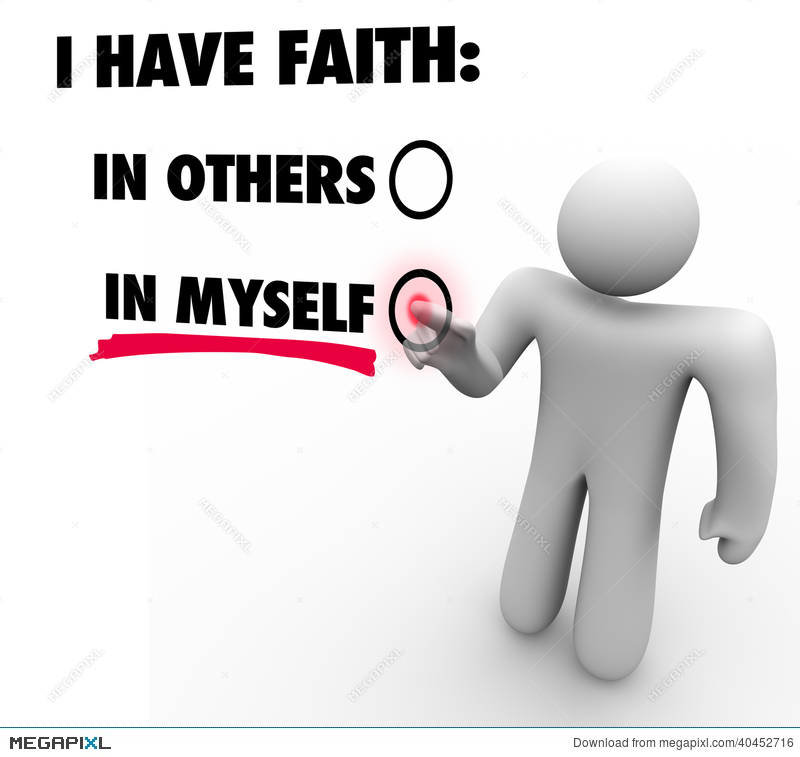 I HAVE FAITH:
IN OTHERS
IN MYSELF
MEGAPIXL
Download from megapixl.com/40452716